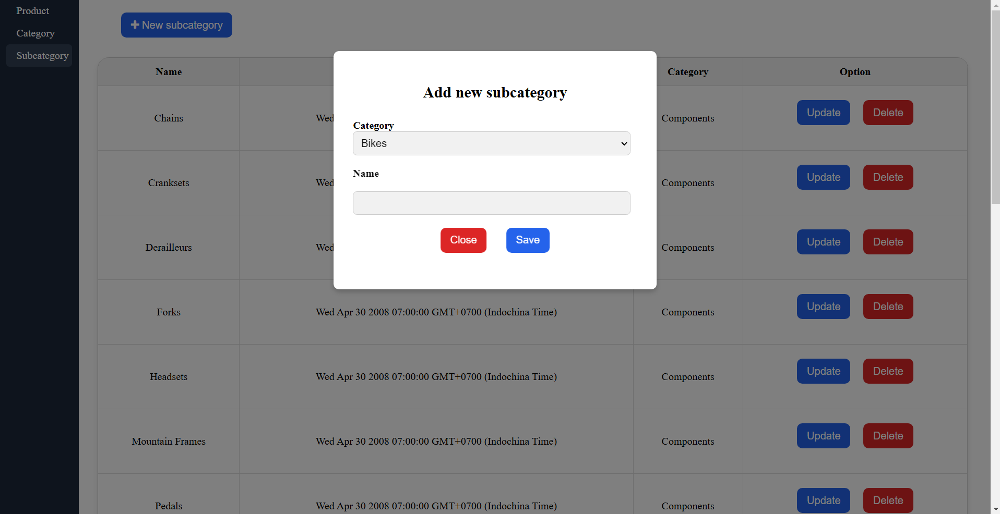 Product
Category
Subcategory
New subcategory
Name
Category
Option
Add new subcategory
Category
Bikes
Name
Close
Save
Chains
Wed
Components
Update
Delete
Cranksets
Wed
Components
Update
Delete
Derailleurs
Wed
Components
Update
Delete
Forks
Wed Apr 30 2008 07:00:00 GMT+0700 (Indochina Time)
Components
Update
Delete
Headsets
Wed Apr 30 2008 07:00:00 GMT+0700 (Indochina Time)
Components
Update
Delete
Mountain Frames
Wed Apr 30 2008 07:00:00 GMT+0700 (Indochina Time)
Components
Update
Delete
Pedals
Wed Apr 30 2008 07:00:00 GMT+0700 (Indochina Time)
Components
Update
Delete